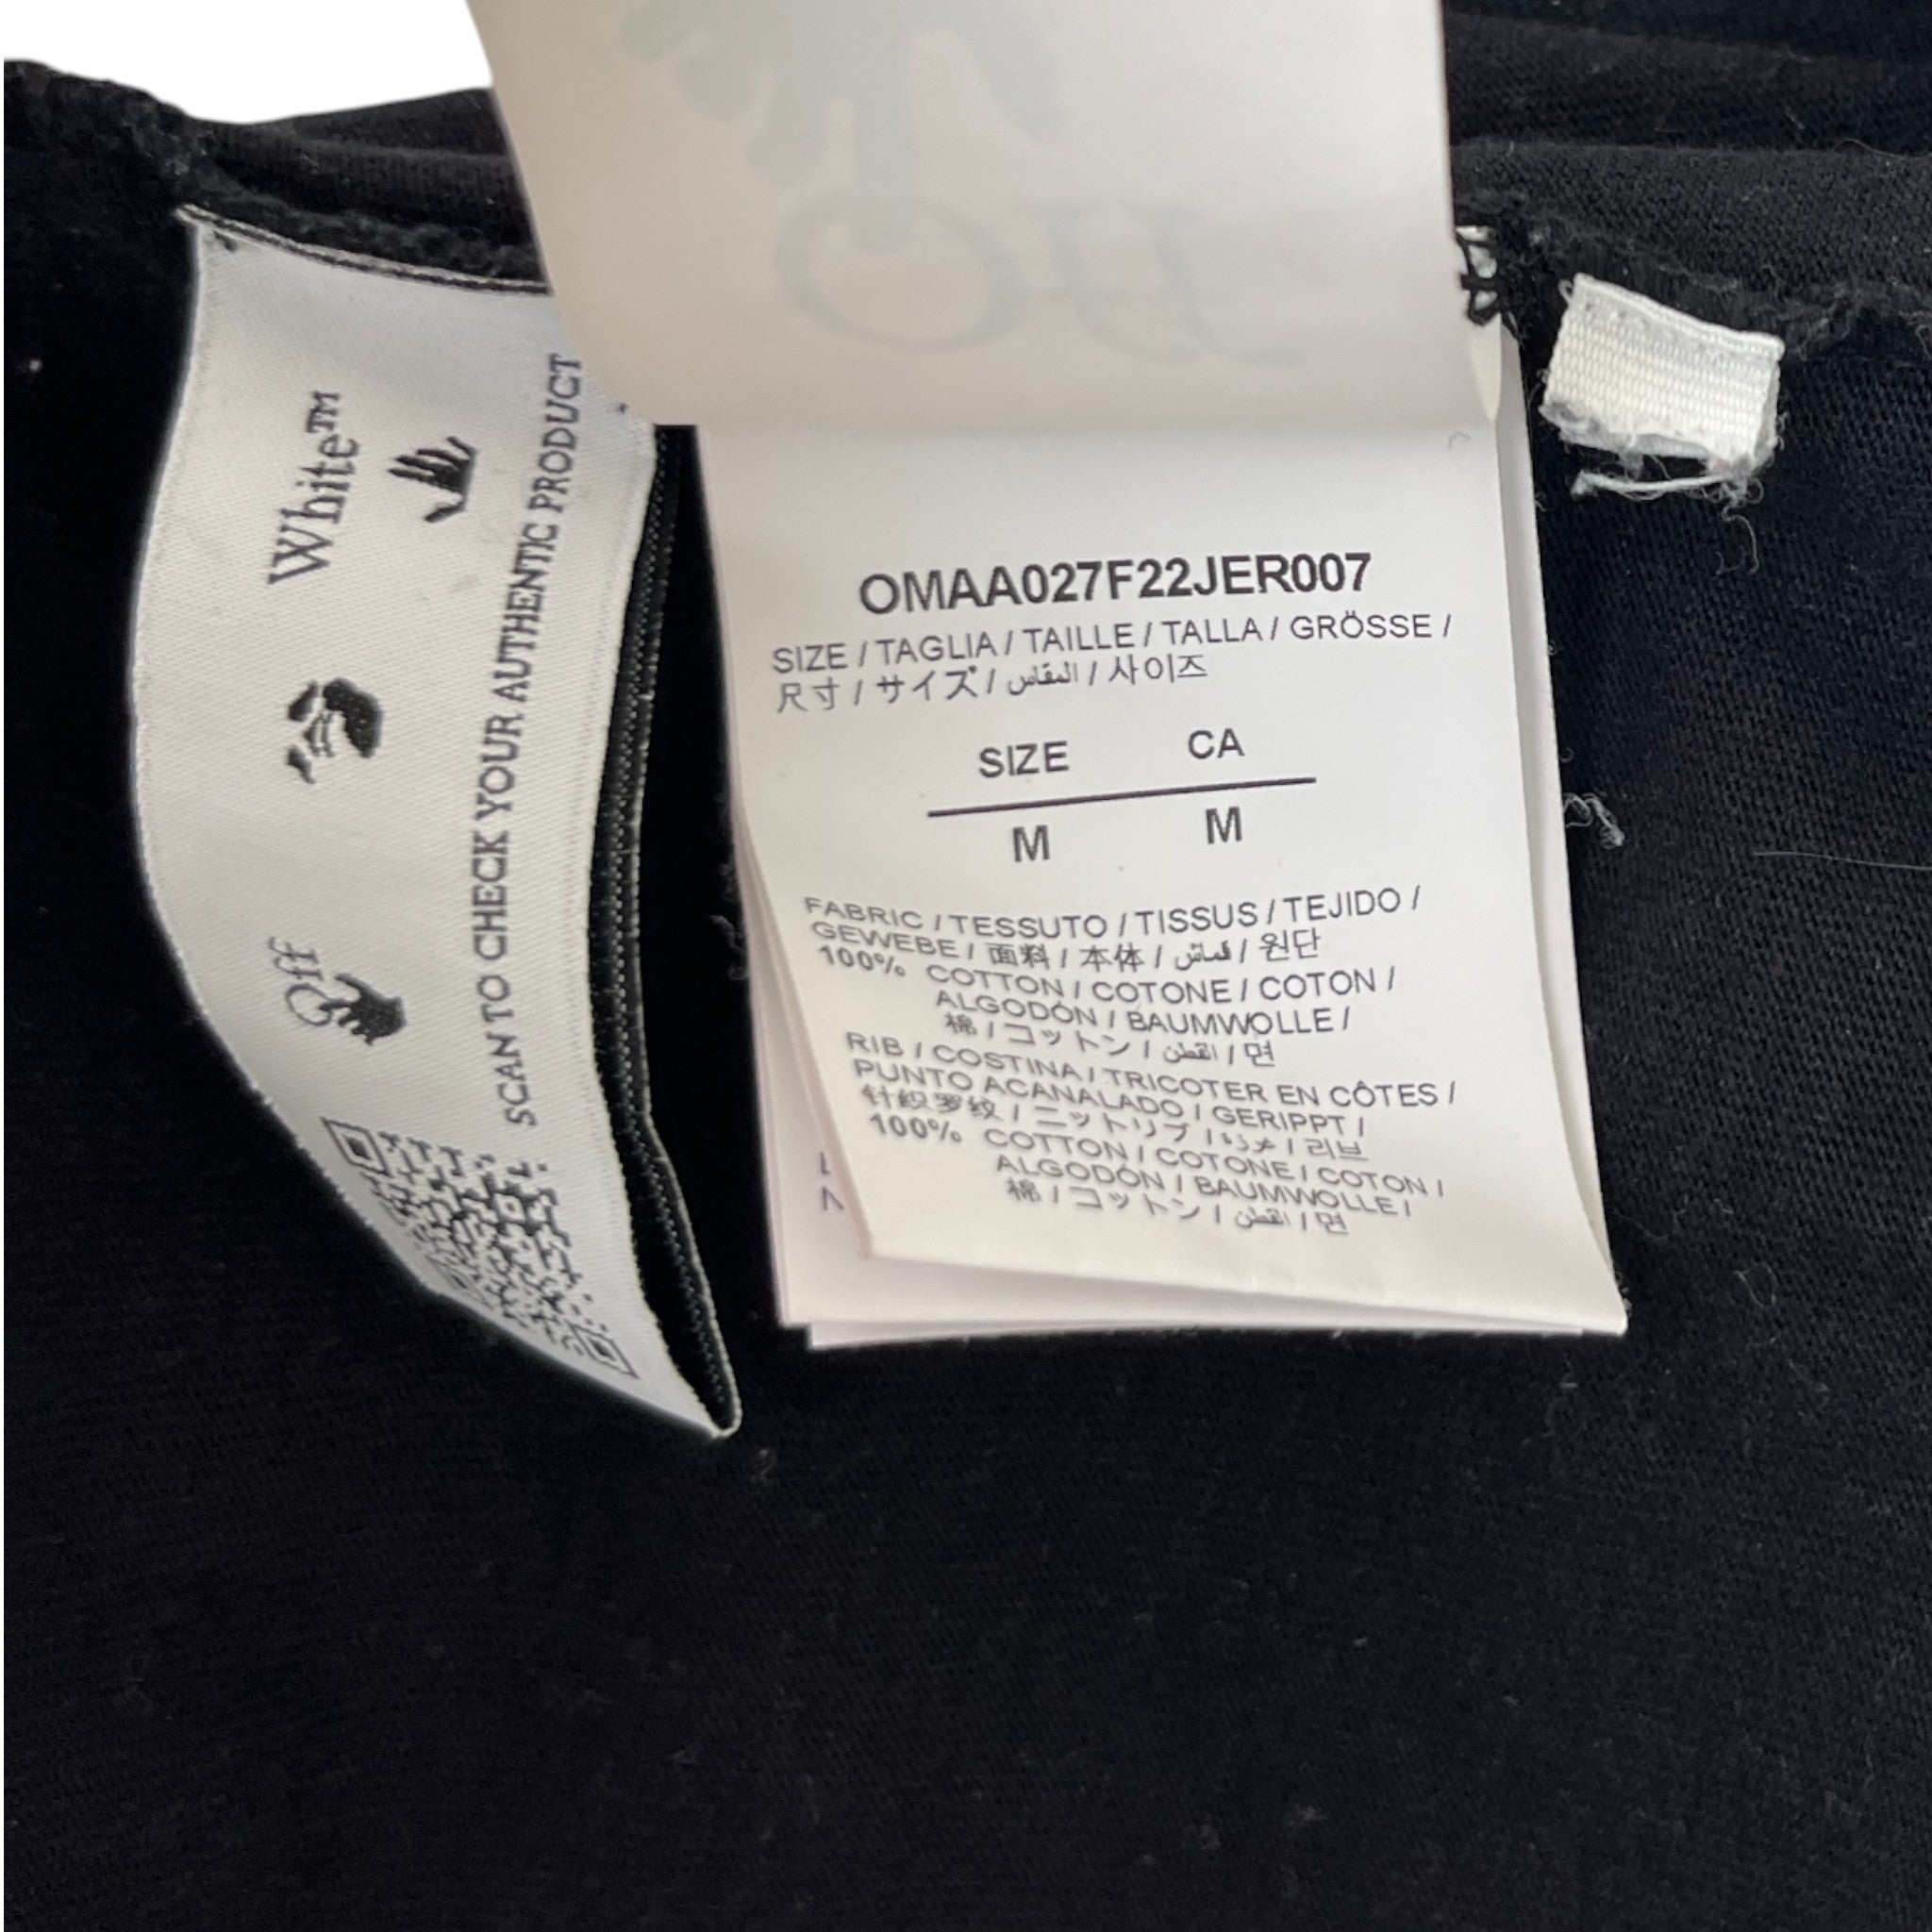 Off White™
SCAN TO CHECK YOUR AUTHENTIC PRODUCT
OMAA027F22JER007
SIZE / TAGLIA / TAILLE / TALLA / GRÖSSE /
尺寸 / サイズ / المقاس / 사이즈
SIZE CA
M M
FABRIC / TESSUTO / TISSUS / TEJIDO /
GEWEBE / 面料 / 本体 / قماش / 원단
100% COTTON / COTONE / COTON /
ALGODÓN / BAUMWOLLE /
棉 / コットン / القطن / 면
RIB / COSTINA / TRICOTER EN CÔTES /
PUNTO ACANALADO / GERIPPT /
针织罗纹 / ニットリブ / / 리브
100% COTTON / COTONE / COTON /
ALGODÓN / BAUMWOLLE /
棉 / コットン / القطن / 면